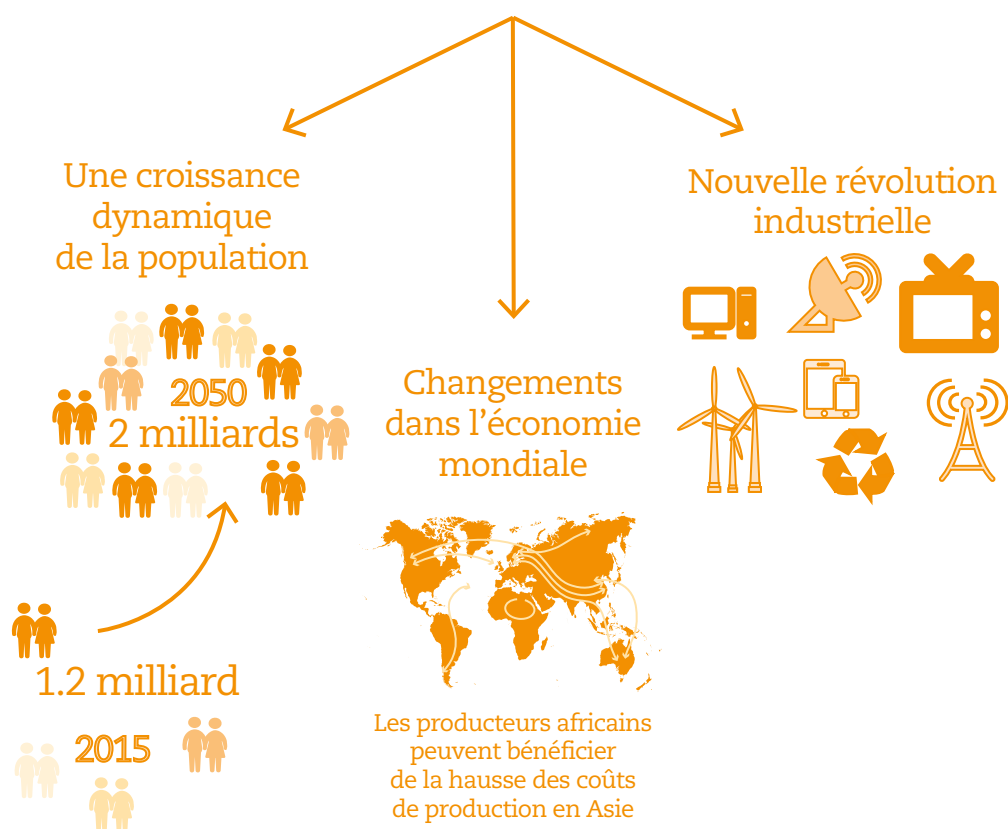 Une croissance
dynamique
de la population
2050
2 milliards
1.2 milliard
2015
Changements
dans l'économie
mondiale
Les producteurs africains
peuvent bénéficier
de la hausse des coûts
de production en Asie
Nouvelle révolution
industrielle